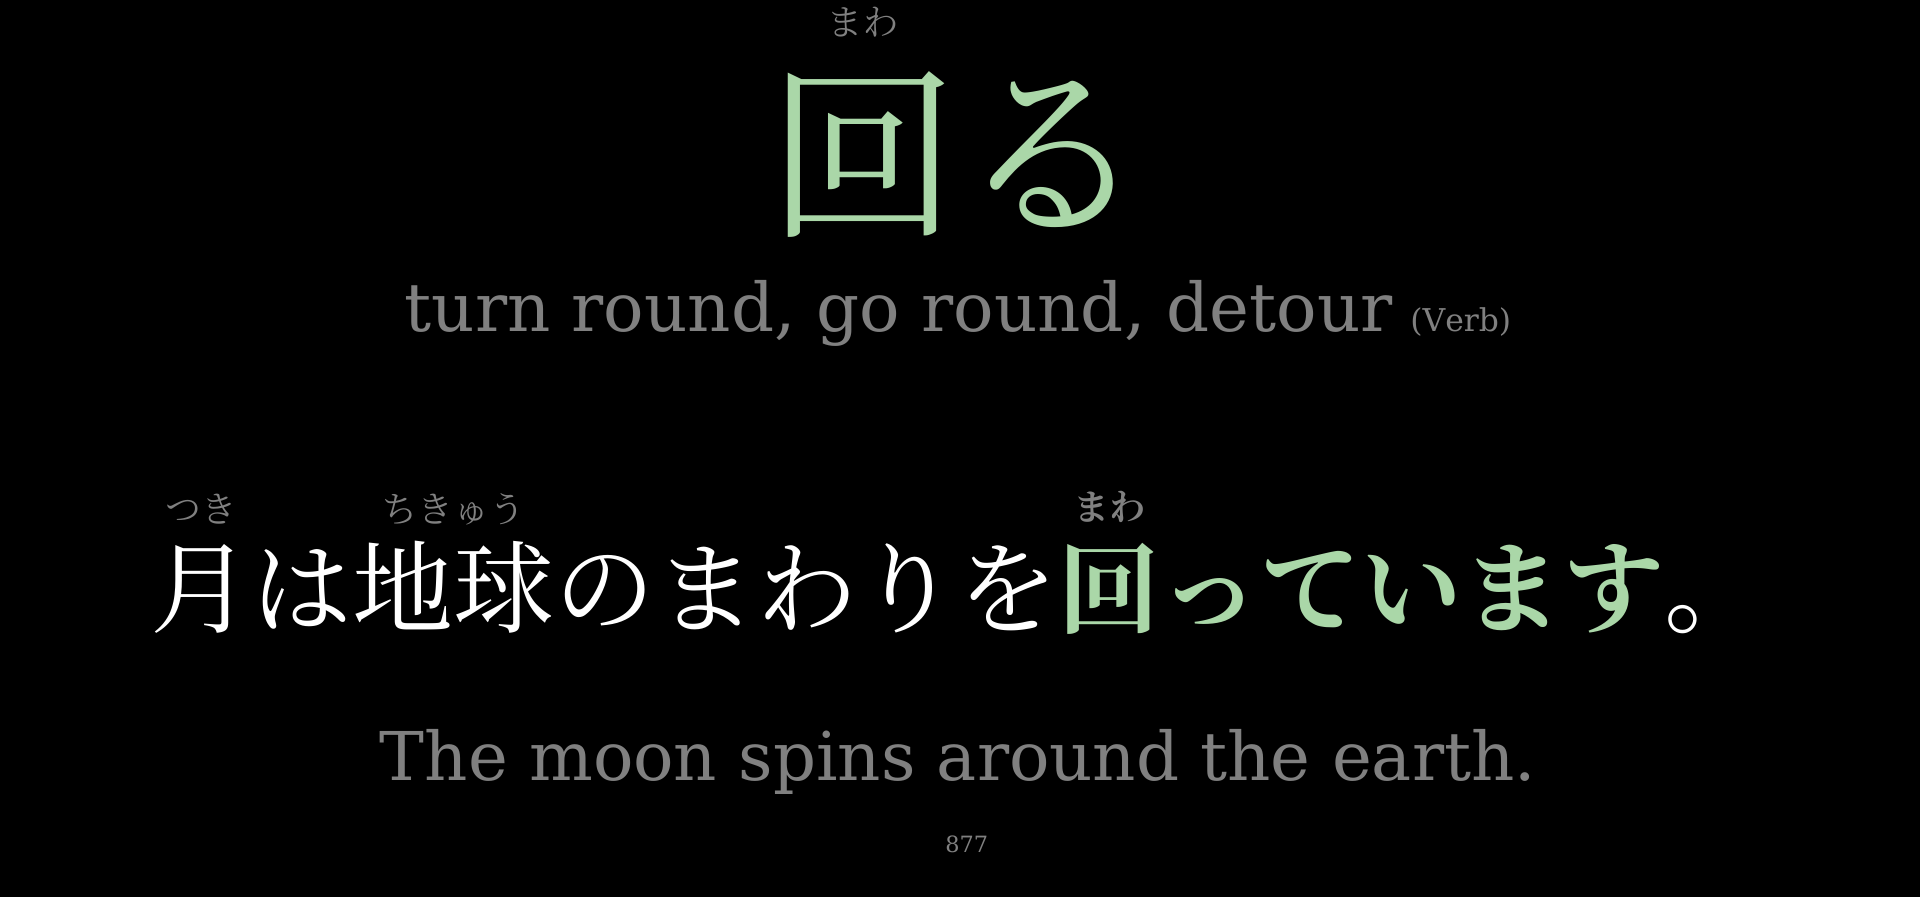 まわ
回る
turn round, go round, detour (Verb)
つき ちきゅう まわ
月は地球のまわりを回っています。
The moon spins around the earth.
877